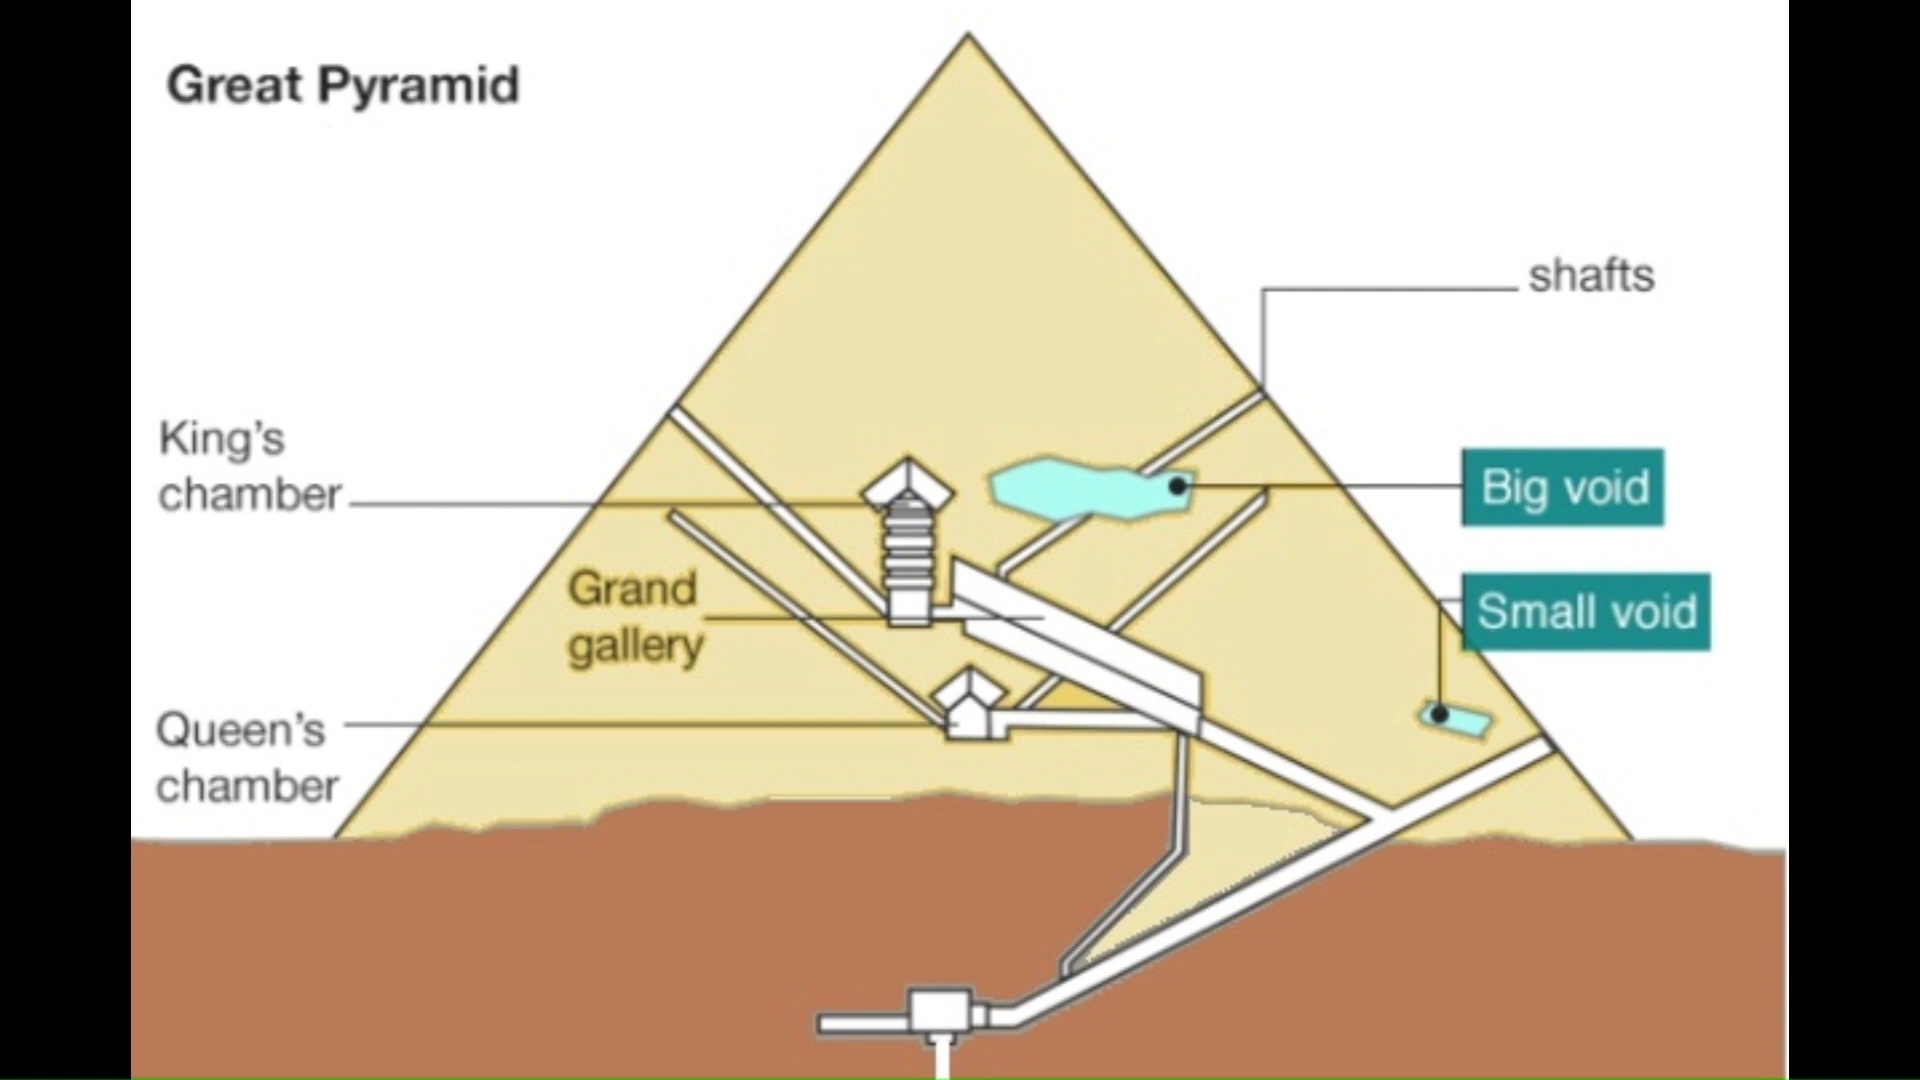 Great Pyramid
shafts
King's
chamber
Big void
Grand
gallery
Small void
Queen's
chamber